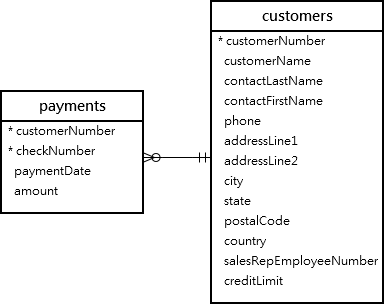 payments
* customerNumber
* checkNumber
paymentDate
amount
customers
* customerNumber
customerName
contactLastName
contactFirstName
phone
addressLine1
addressLine2
city
state
postalCode
country
salesRepEmployeeNumber
creditLimit